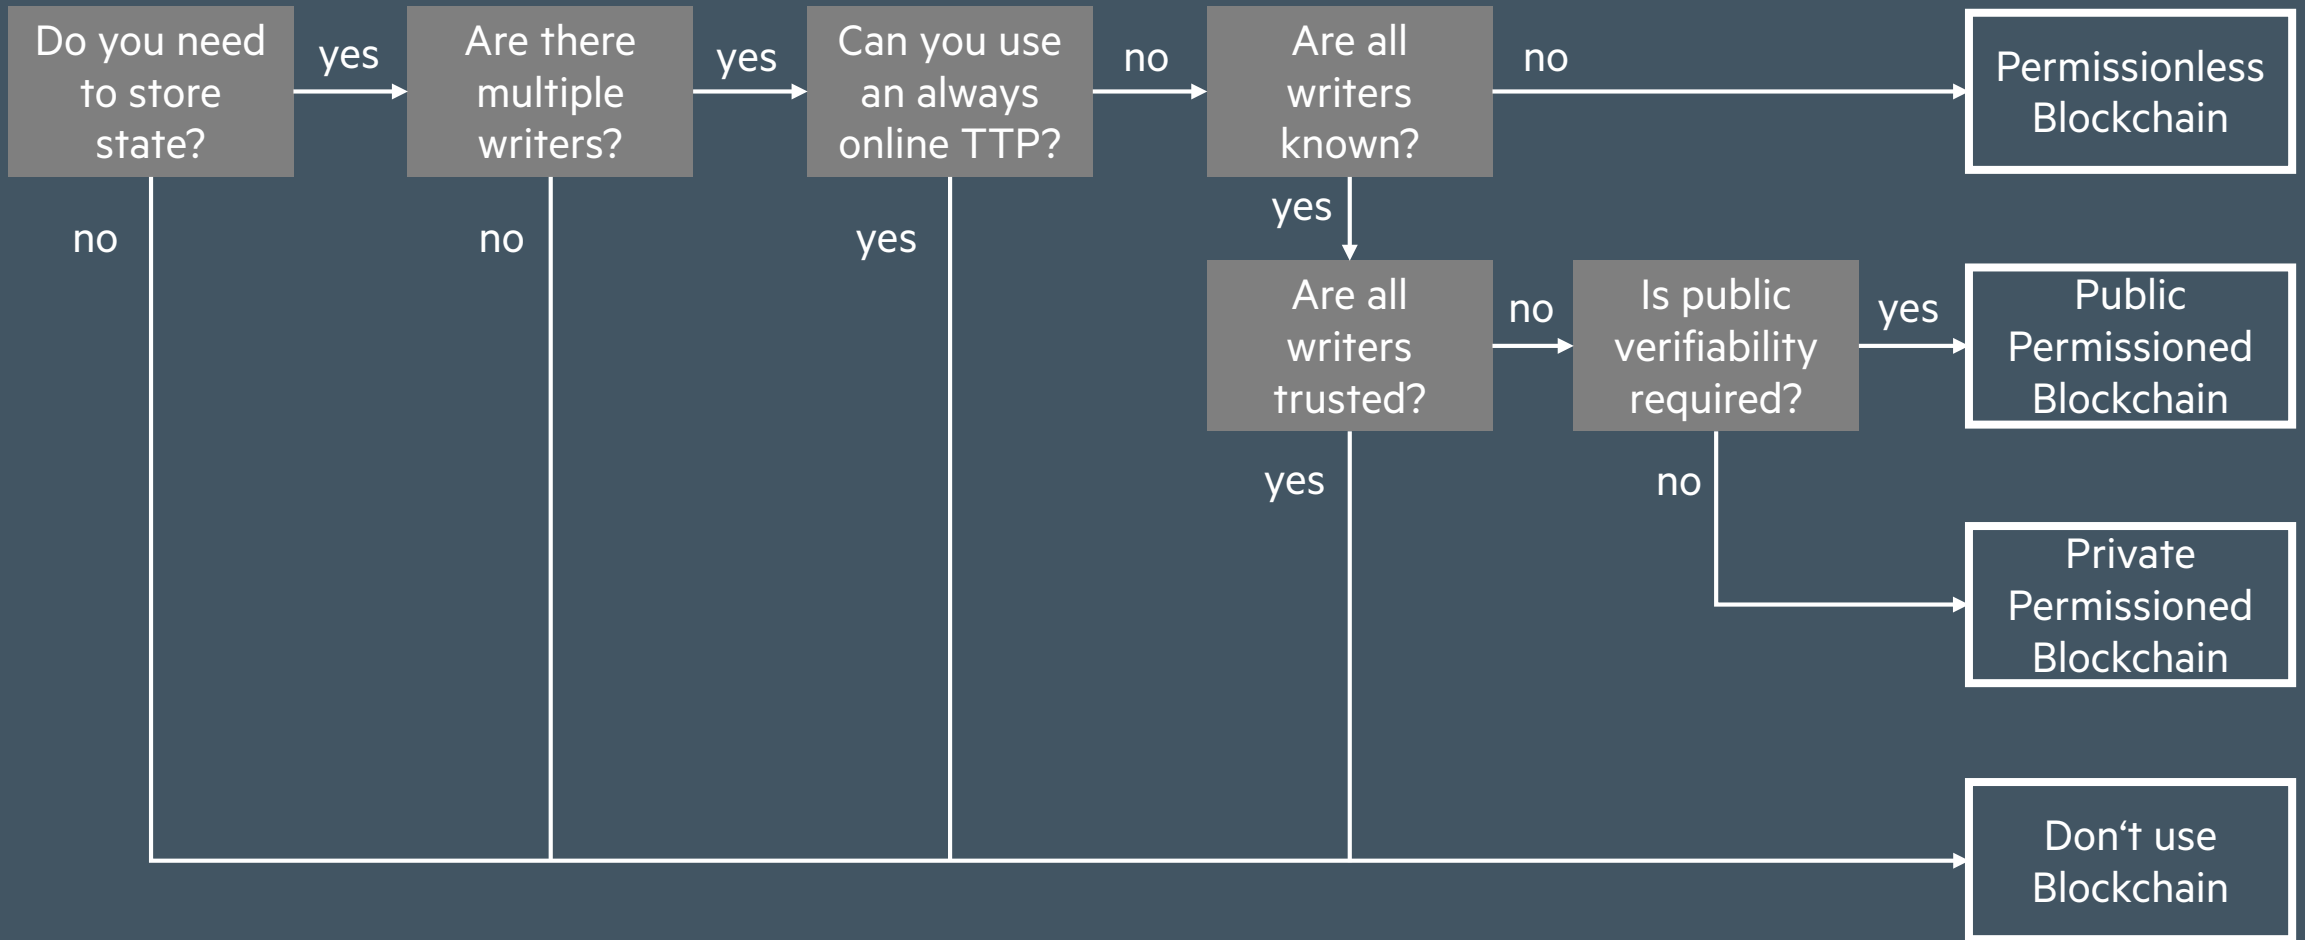 Do you need
to store
state?
yes
Are there
multiple
writers?
yes
Can you use
an always
online TTP?
no
Are all
writers
known?
no
Permissionless
Blockchain
no
no
yes
yes
Are all
writers
trusted?
no
Is public
verifiability
required?
yes
Public
Permissioned
Blockchain
yes
no
Private
Permissioned
Blockchain
Don‘t use
Blockchain